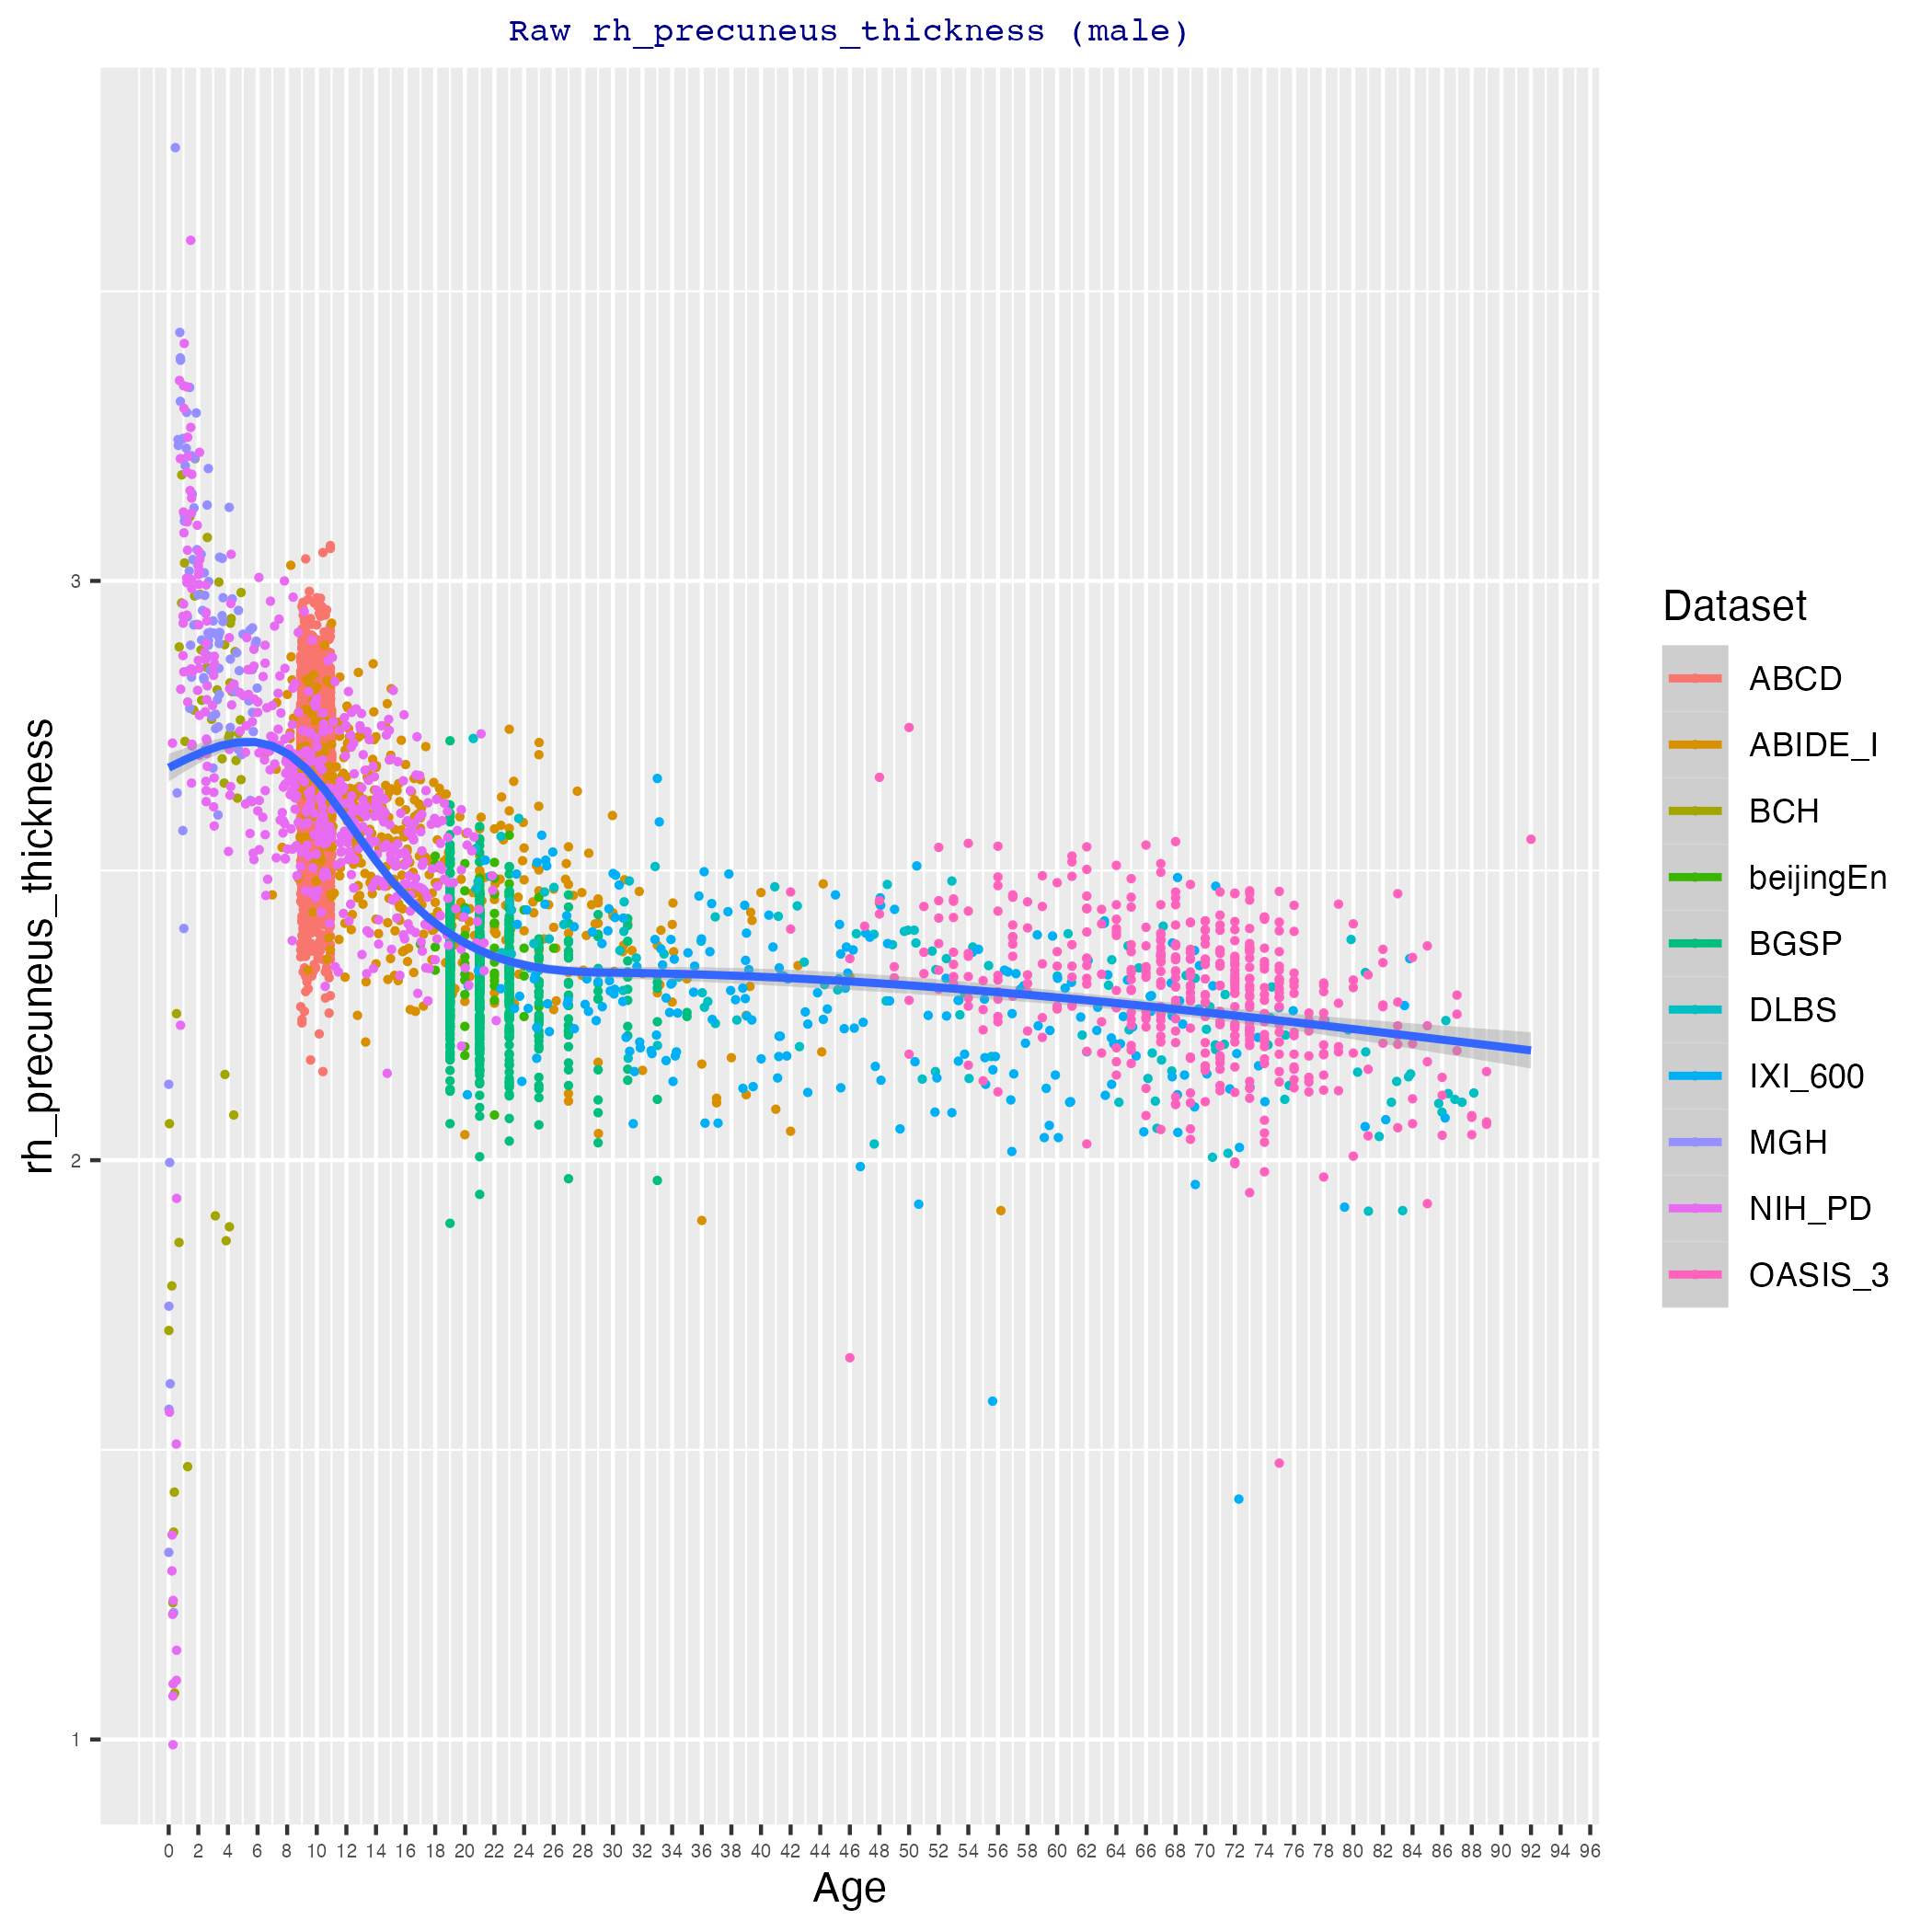 Raw rh_precuneus_thickness (male)
rh_precuneus_thickness
3
2
1
0 2 4 6 8 10 12 14 16 18 20 22 24 26 28 30 32 34 36 38 40 42 44 46 48 50 52 54 56 58 60 62 64 66 68 70 72 74 76 78 80 82 84 86 88 90 92 94 96
Age
Dataset
ABCD
ABIDE_I
BCH
beijingEn
BGSP
DLBS
IXI_600
MGH
NIH_PD
OASIS_3